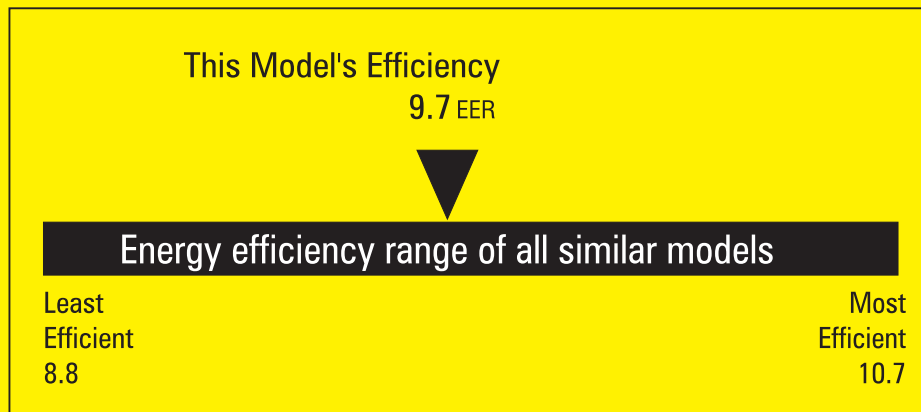 This Model's Efficiency
9.7 EER
Energy efficiency range of all similar models
Least
Efficient
8.8
Most
Efficient
10.7